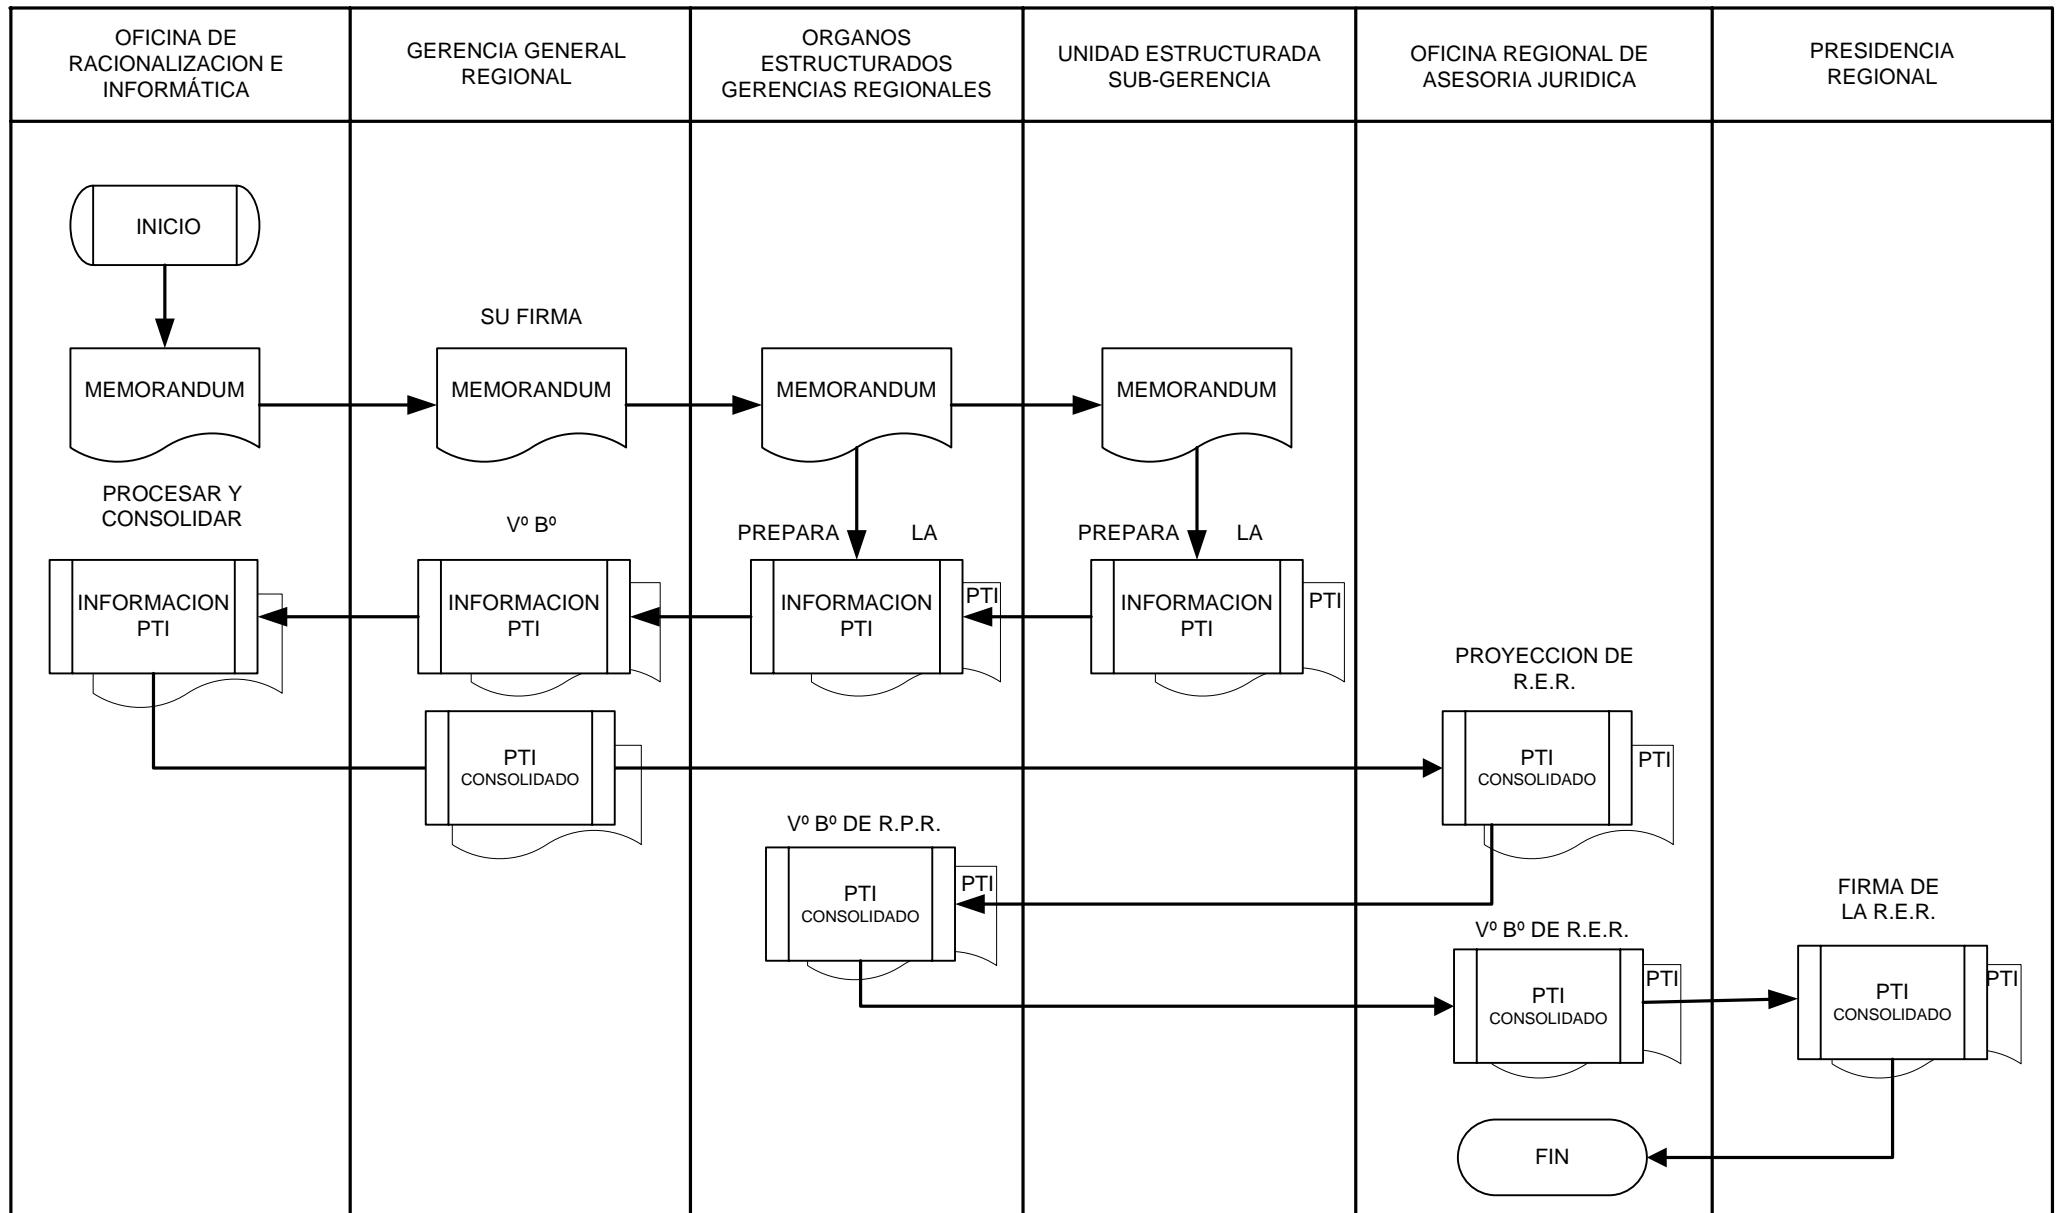 OFICINA DE
RACIONALIZACION E
INFORMÁTICA
GERENCIA GENERAL
REGIONAL
ORGANOS
ESTRUCTURADOS
GERENCIAS REGIONALES
UNIDAD ESTRUCTURADA
SUB-GERENCIA
OFICINA REGIONAL DE
ASESORIA JURIDICA
PRESIDENCIA
REGIONAL
INICIO
SU FIRMA
MEMORANDUM
MEMORANDUM
MEMORANDUM
MEMORANDUM
PROCESAR Y
CONSOLIDAR
Vº Bº
PREPARA LA
PREPARA LA
INFORMACION
PTI
INFORMACION
PTI
INFORMACION
PTI
PTI
INFORMACION
PTI
PTI
PROYECCION DE
R.E.R.
PTI
CONSOLIDADO
PTI
CONSOLIDADO
PTI
Vº Bº DE R.P.R.
PTI
CONSOLIDADO
PTI
Vº Bº DE R.E.R.
PTI
CONSOLIDADO
PTI
FIRMA DE
LA R.E.R.
PTI
CONSOLIDADO
PTI
FIN